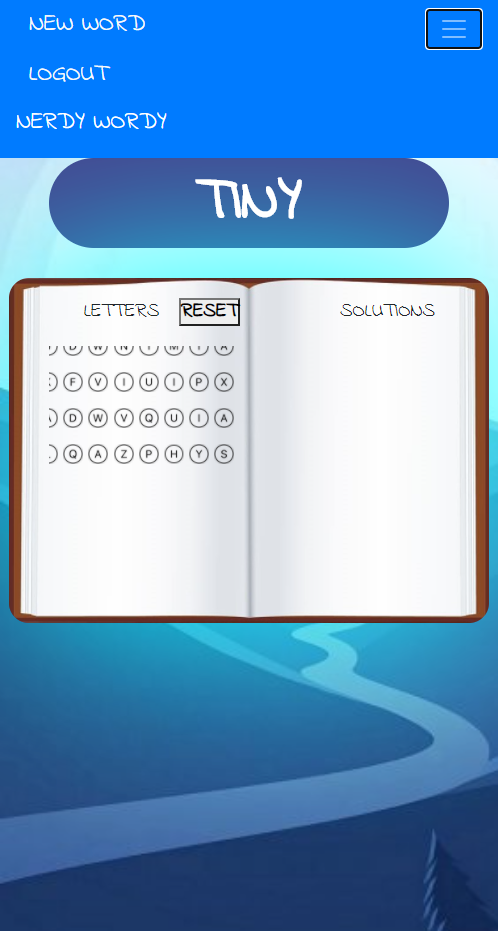 NEW WORD
LOGOUT
NERDY WORDY
TINY
LETTERS RESET SOLUTIONS
D W N T M Y A
F V I U I P X
D W V Q U I A
Q A Z P H Y S